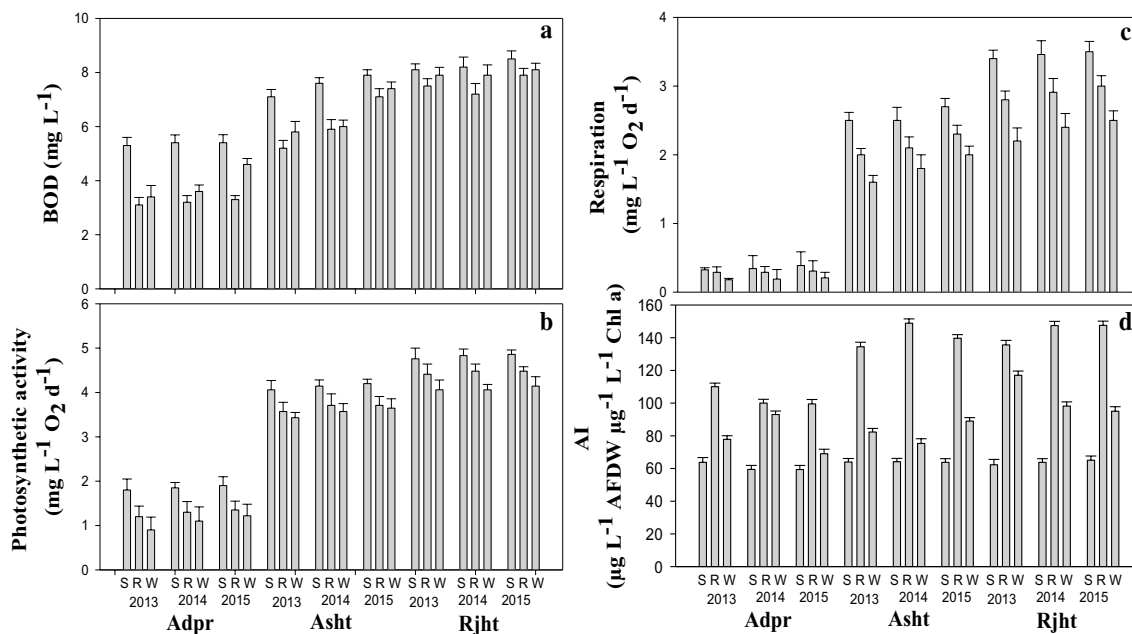 a
BOD (mg L⁻¹)
10
8
6
4
2
0
b
Photosynthetic activity
(mg L⁻¹ O₂ d⁻¹)
6
5
4
3
2
1
0
S R W S R W S R W S R W S R W S R W S R W S R W S R W
2013 2014 2015 2013 2014 2015 2013 2014 2015
Adpr Asht Rjht
c
Respiration
(mg L⁻¹ O₂ d⁻¹)
4
3
2
1
0
d
AI
(µg L⁻¹ AFDW µg⁻¹ L⁻¹ Chl a)
160
140
120
100
80
60
40
20
0
S R W S R W S R W S R W S R W S R W S R W S R W S R W
2013 2014 2015 2013 2014 2015 2013 2014 2015
Adpr Asht Rjht